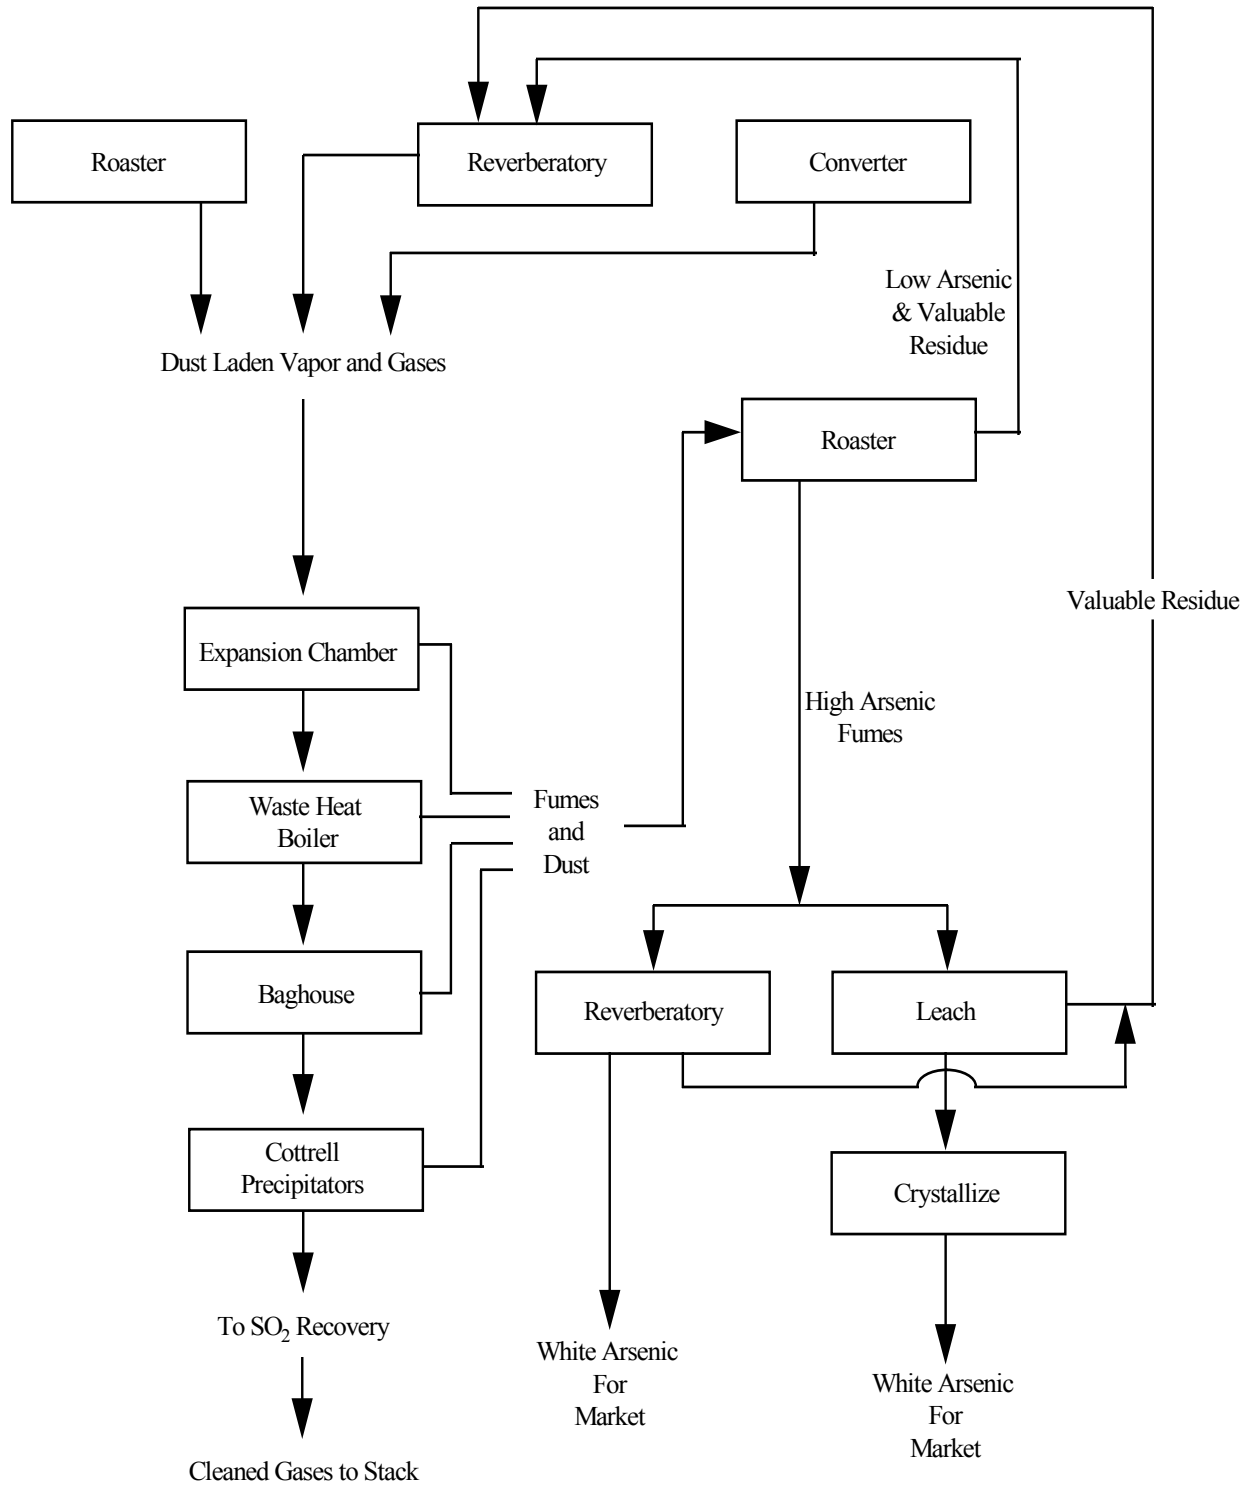 Roaster
Reverberatory
Converter
Low Arsenic
& Valuable
Residue
Dust Laden Vapor and Gases
Roaster
Valuable Residue
Expansion Chamber
High Arsenic
Fumes
Waste Heat
Boiler
Fumes
and
Dust
Baghouse
Reverberatory
Leach
Cottrell
Precipitators
Crystallize
To SO₂ Recovery
White Arsenic
For
Market
White Arsenic
For
Market
Cleaned Gases to Stack